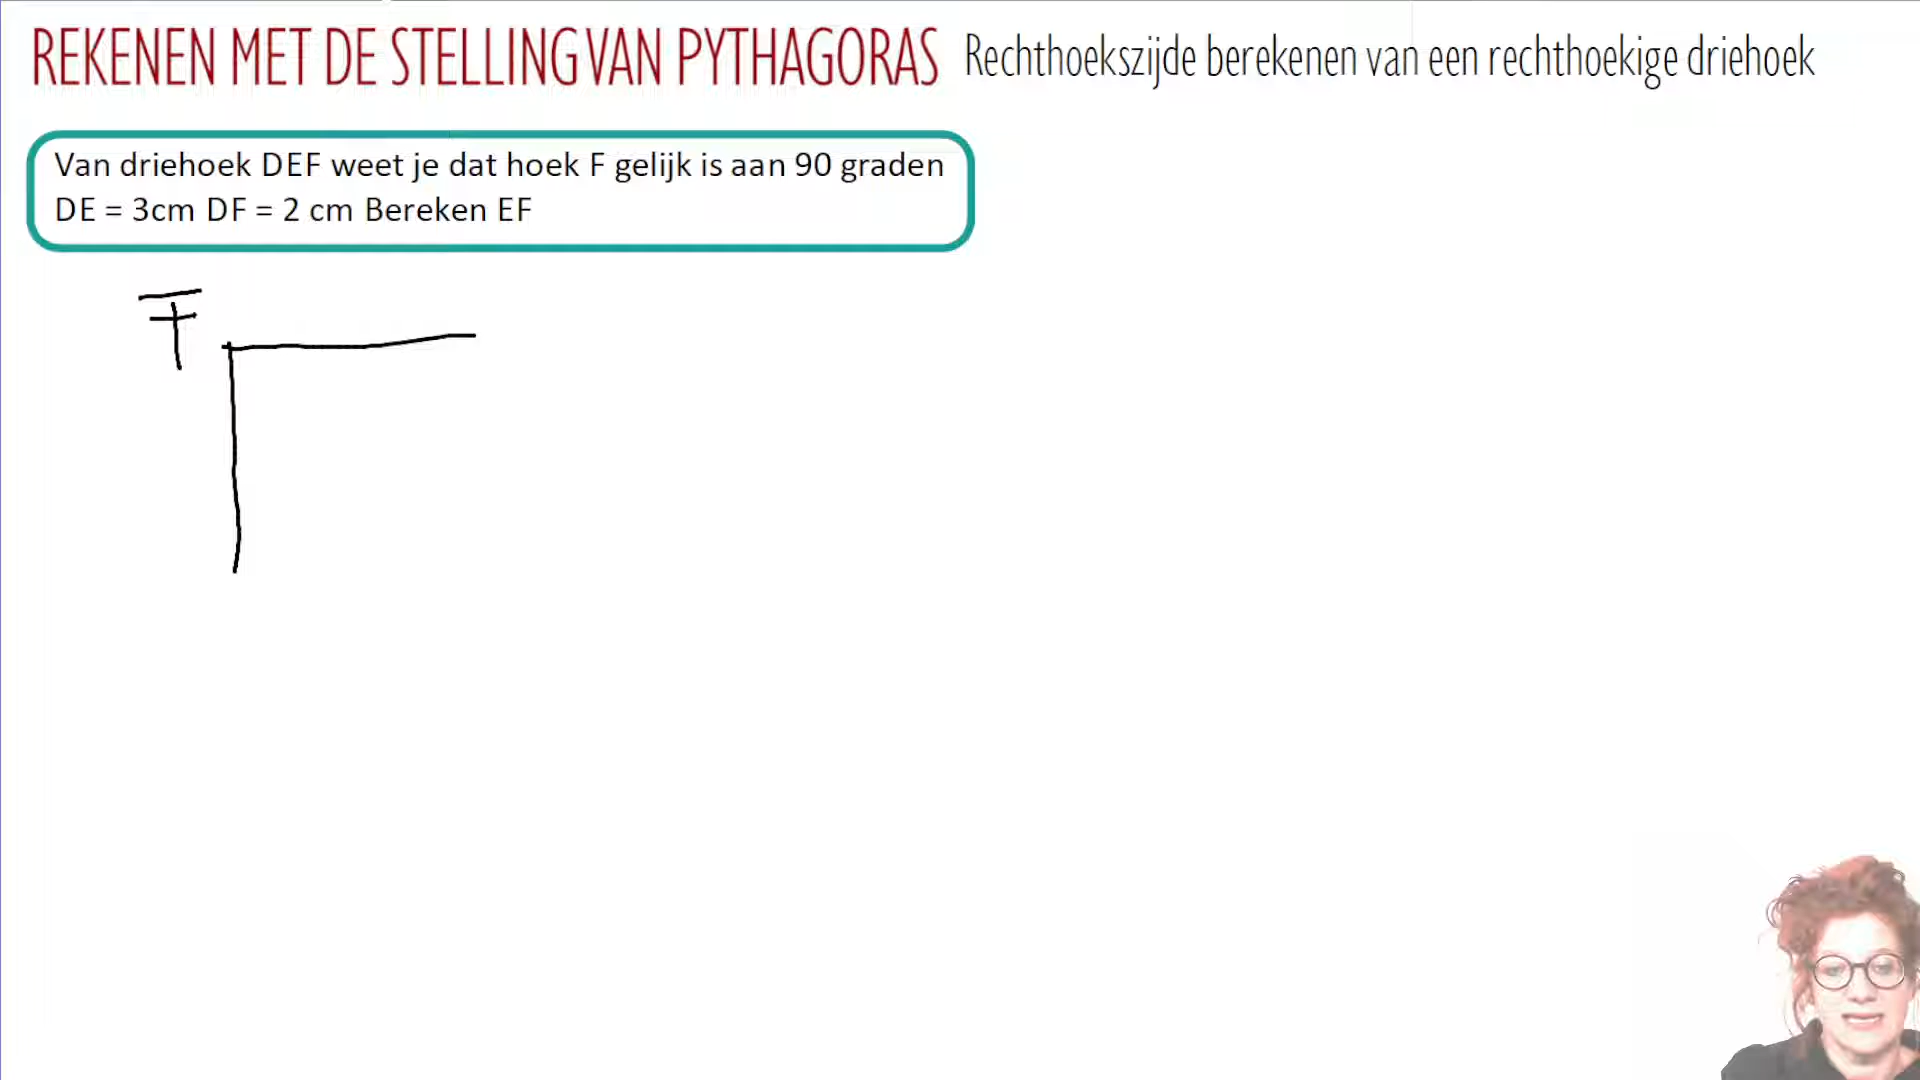 REKENEN MET DE STELLING VAN PYTHAGORAS Rechthoekszijde berekenen van een rechthoekige driehoek
Van driehoek DEF weet je dat hoek F gelijk is aan 90 graden
DE = 3cm DF = 2 cm Bereken EF
F